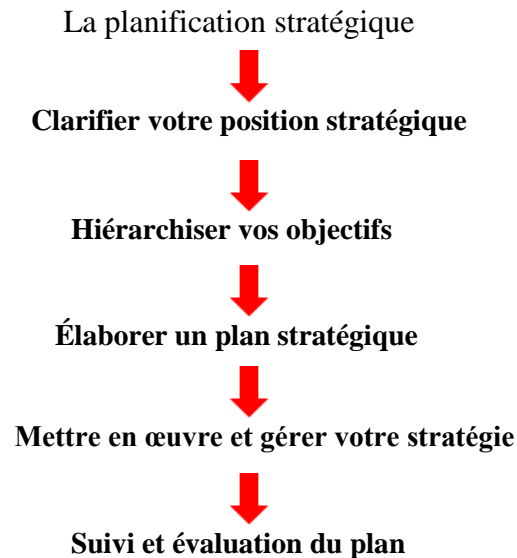 La planification stratégique
Clarifier votre position stratégique
Hiérarchiser vos objectifs
Élaborer un plan stratégique
Mettre en œuvre et gérer votre stratégie
Suivi et évaluation du plan